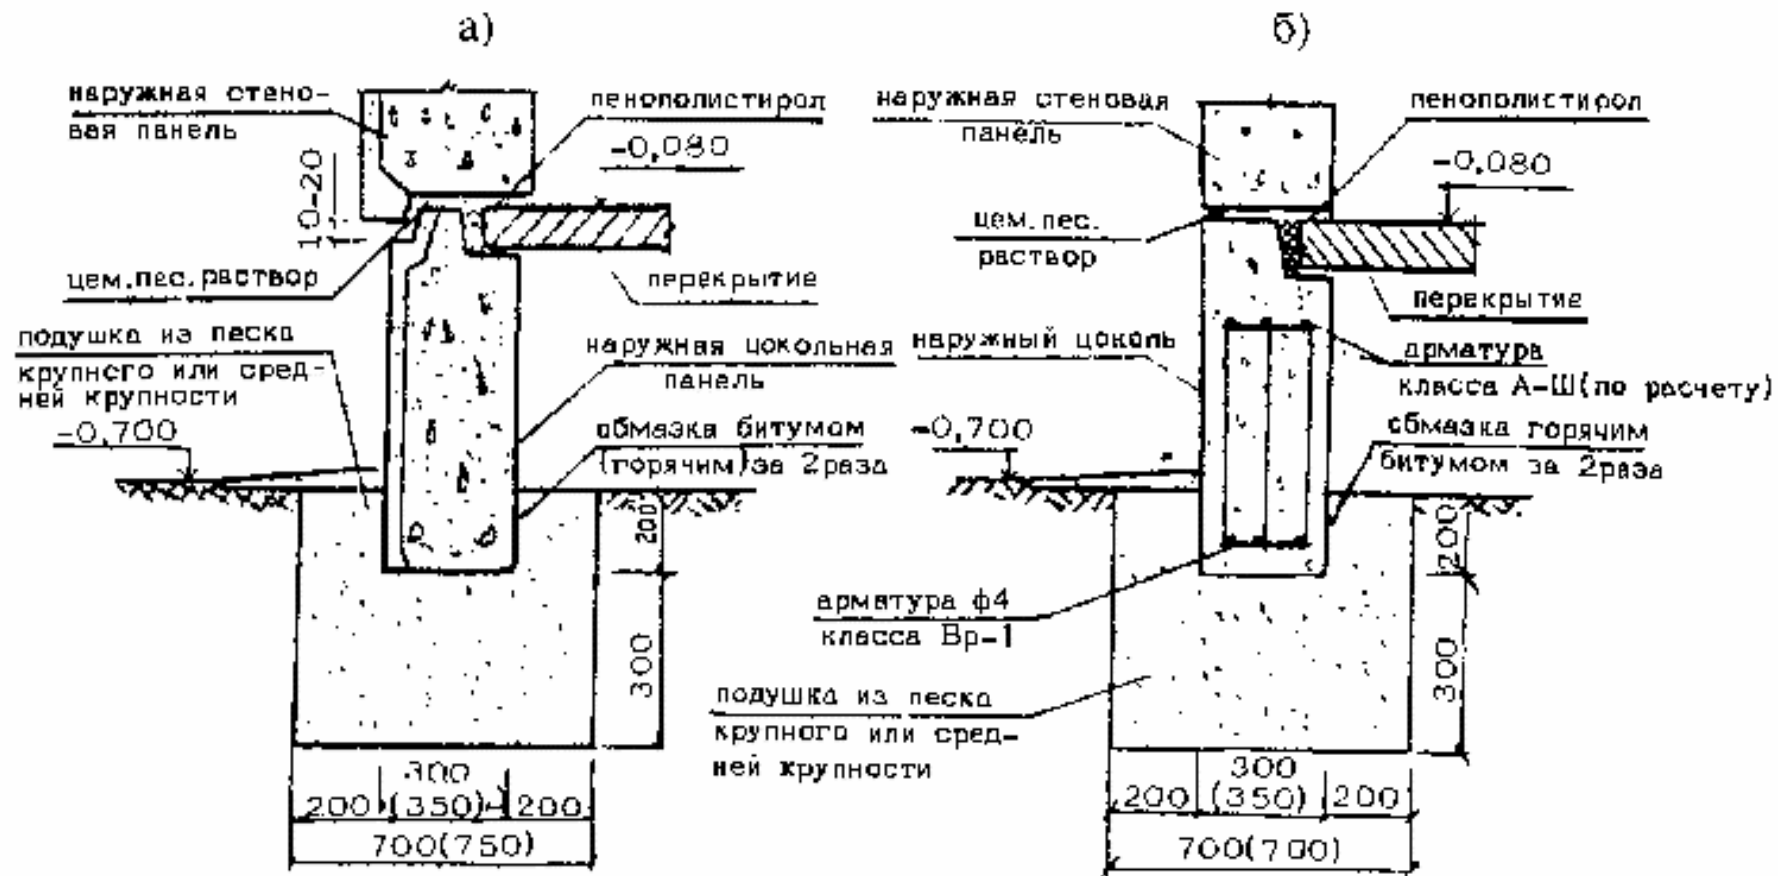 а)
наружная стено-
вая панель
пенополистирол
-0,080
10-20
цем.пес.раствор
перекрытие
подушка из песка
крупного или сред-
ней крупности
наружная цокольная
панель
-0,700
обмазка битумом
(горячим) за 2раза
200
300
300
200 (350) 200
700(750)
б)
наружная стеновая
панель
пенополистирол
-0,080
цем.пес.
раствор
перекрытие
наружный цоколь
арматура
класса А-Ш(по расчету)
-0,700
обмазка горячим
битумом за 2раза
200
арматура ф4
класса Вр-1
300
подушка из песка
крупного или сред-
ней крупности
300
200 (350) 200
700(700)